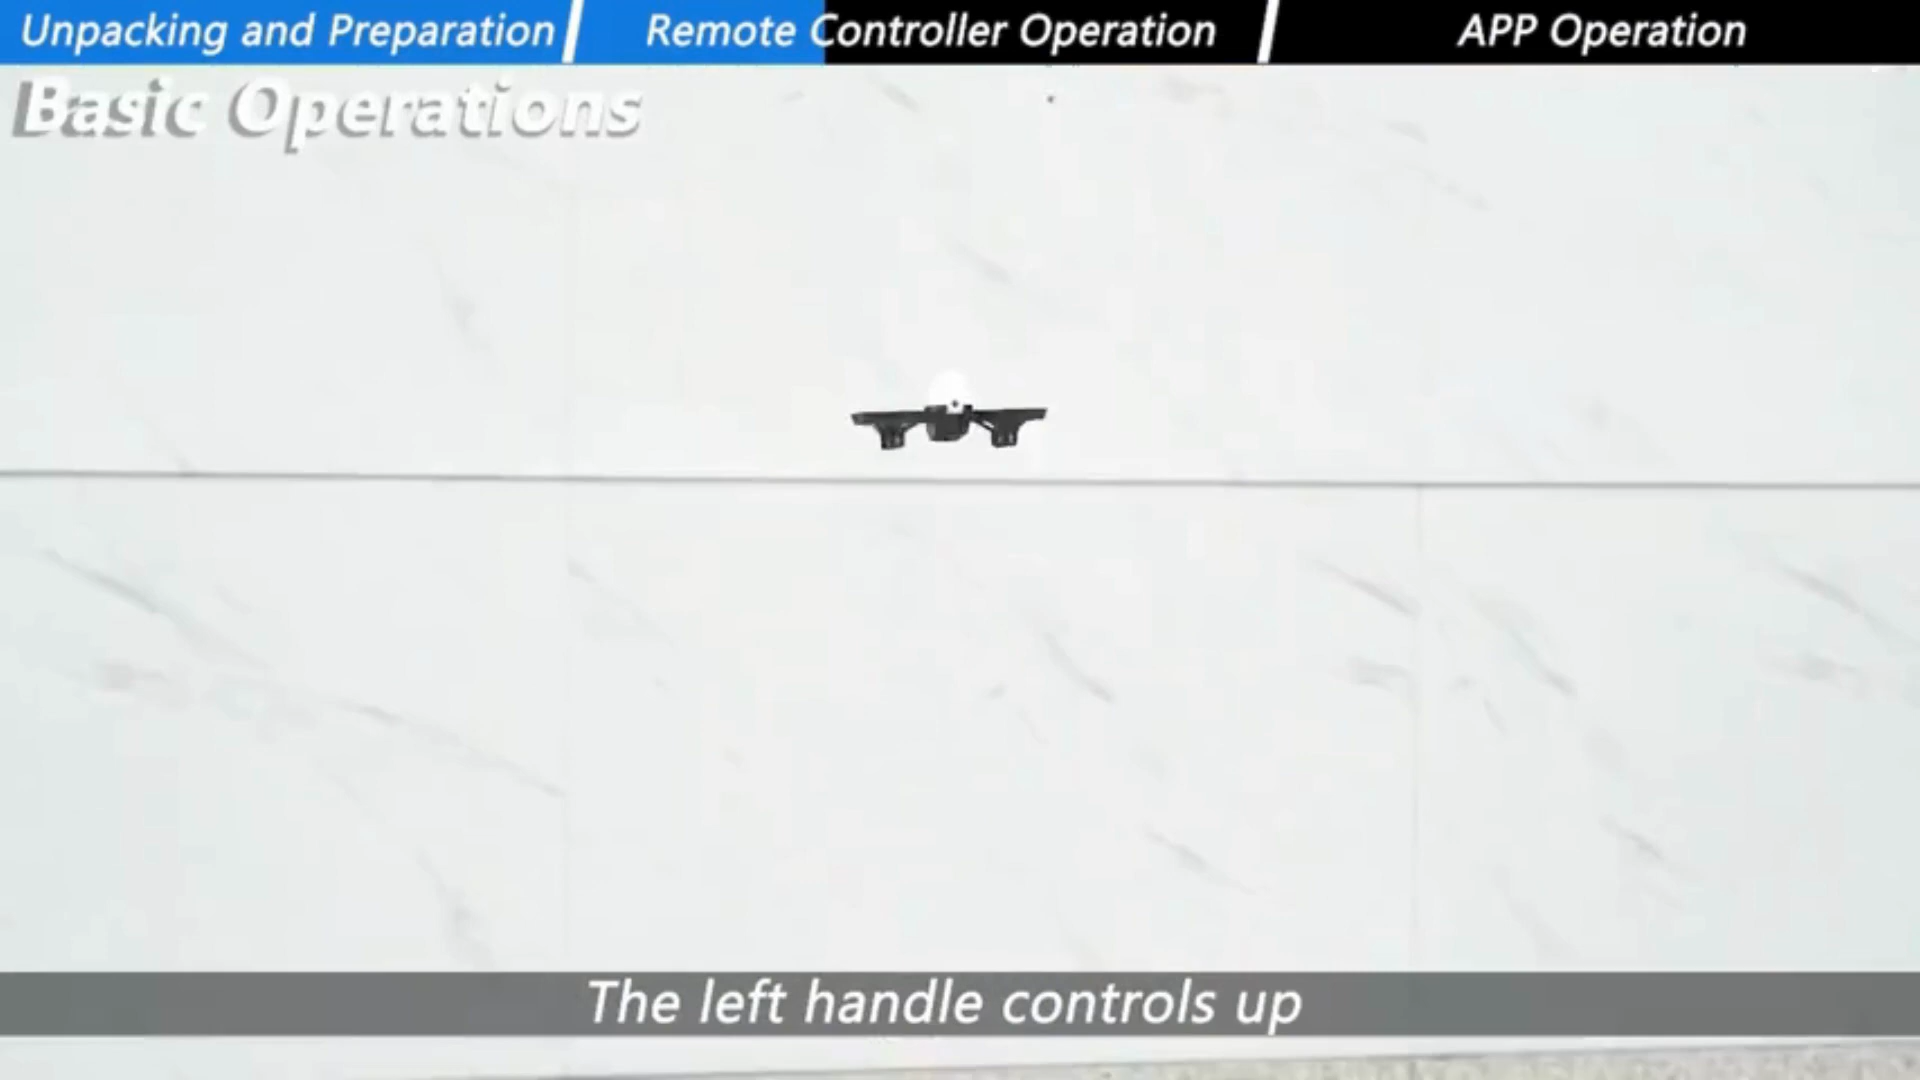 Unpacking and Preparation
Remote Controller Operation
APP Operation
Basic Operations
The left handle controls up